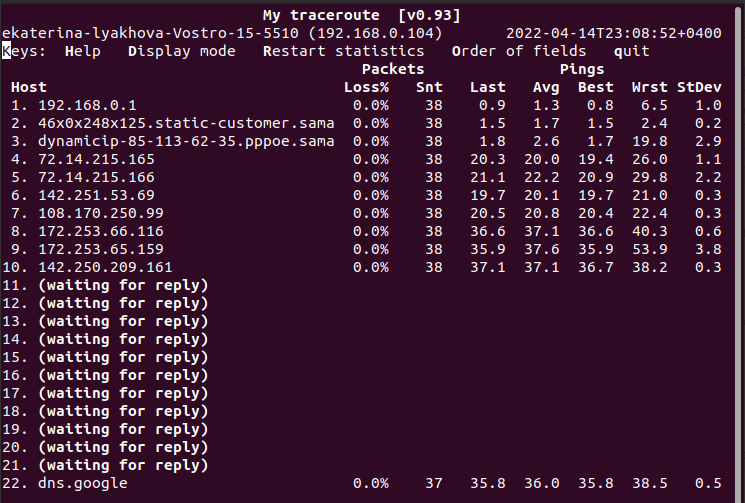 My traceroute  [v0.93]
ekaterina-lyakhova-Vostro-15-5510 (192.168.0.104)        2022-04-14T23:08:52+0400
Keys:  Help   Display mode   Restart statistics   Order of fields   quit
Packets               Pings
Host                                  Loss%   Snt   Last   Avg  Best  Wrst StDev
1. 192.168.0.1                        0.0%    38    0.9   1.3   0.8   6.5   1.0
2. 46x0x248x125.static-customer.sama  0.0%    38    1.5   1.7   1.5   2.4   0.2
3. dynamicip-85-113-62-35.pppoe.sama  0.0%    38    1.8   2.6   1.7  19.8   2.9
4. 72.14.215.165                      0.0%    38   20.3  20.0  19.4  26.0   1.1
5. 72.14.215.166                      0.0%    38   21.1  22.2  20.9  29.8   2.2
6. 142.251.53.69                      0.0%    38   19.7  20.1  19.7  21.0   0.3
7. 108.170.250.99                     0.0%    38   20.5  20.8  20.4  22.4   0.3
8. 172.253.66.116                     0.0%    38   36.6  37.1  36.6  40.3   0.6
9. 172.253.65.159                     0.0%    38   35.9  37.6  35.9  53.9   3.8
10. 142.250.209.161                    0.0%    38   37.1  37.1  36.7  38.2   0.3
11. (waiting for reply)
12. (waiting for reply)
13. (waiting for reply)
14. (waiting for reply)
15. (waiting for reply)
16. (waiting for reply)
17. (waiting for reply)
18. (waiting for reply)
19. (waiting for reply)
20. (waiting for reply)
21. (waiting for reply)
22. dns.google                         0.0%    37   35.8  36.0  35.8  38.5   0.5